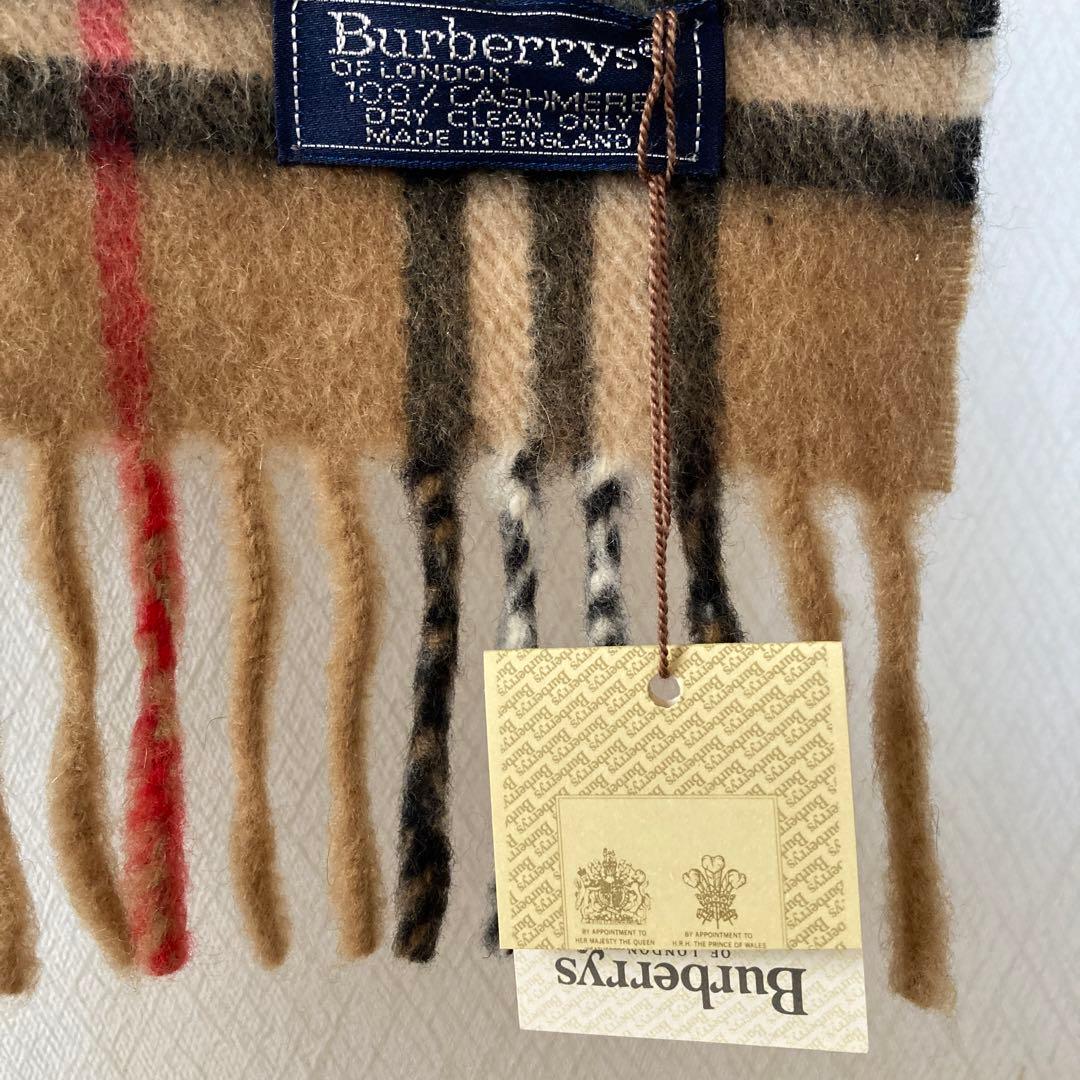 Burberrys®
OF LONDON
100% CASHMERE
DRY CLEAN ONLY
MADE IN ENGLAND
BY APPOINTMENT TO
HER MAJESTY THE QUEEN
BY APPOINTMENT TO
H.R.H. THE PRINCE OF WALES
OF LONDON
Burberrys